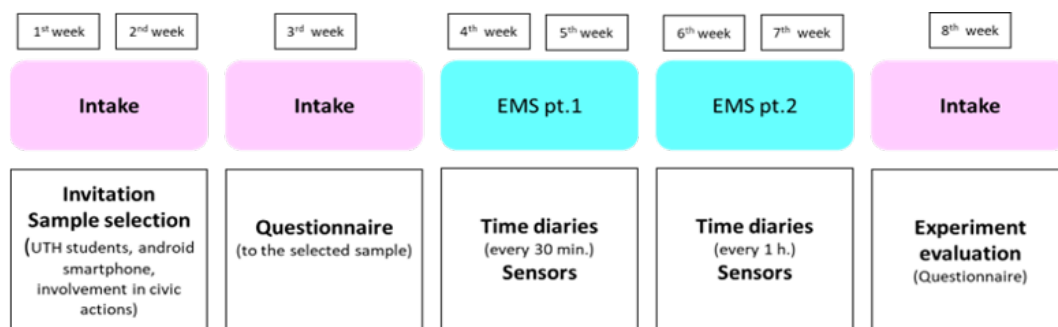 1st week
2nd week
3rd week
4th week
5th week
6th week
7th week
8th week
Intake
Intake
EMS pt.1
EMS pt.2
Intake
Invitation
Sample selection
(UTH students, android
smartphone,
involvement in civic
actions)
Questionnaire
(to the selected sample)
Time diaries
(every 30 min.)
Sensors
Time diaries
(every 1 h.)
Sensors
Experiment
evaluation
(Questionnaire)